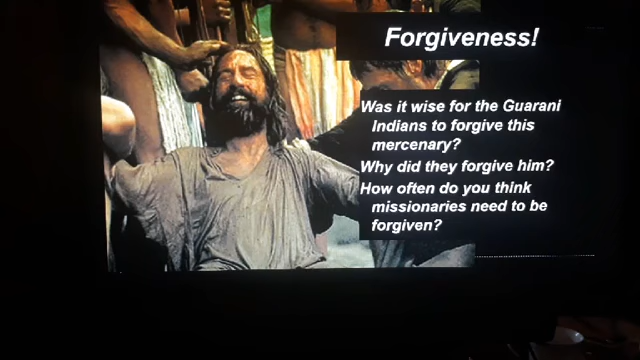 Forgiveness!
Was it wise for the Guarani
Indians to forgive this
mercenary?
Why did they forgive him?
How often do you think
missionaries need to be
forgiven?